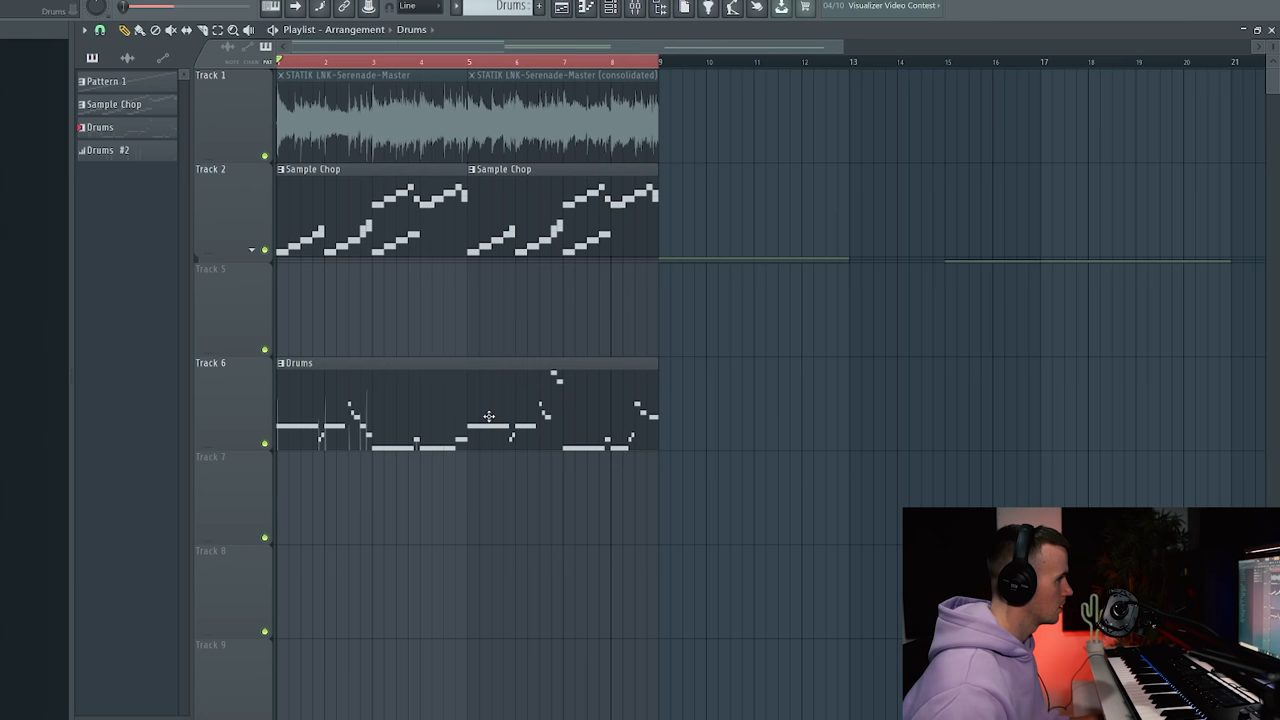 Drums
Line
Drums
04/10 Visualizer Video Contest
Playlist - Arrangement Drums
NOTE CHAN PAT
2 3 4 5 6 7 8 9 10 11 12 13 14 15 16 17 18 19 20 21
Pattern 1
Sample Chop
Drums
Drums #2
Track 1
STATIK LNK-Serenade-Master
STATIK LNK-Serenade-Master (consolidated)
Track 2
Sample Chop
Sample Chop
Track 5
Track 6
Drums
Track 7
Track 8
Track 9